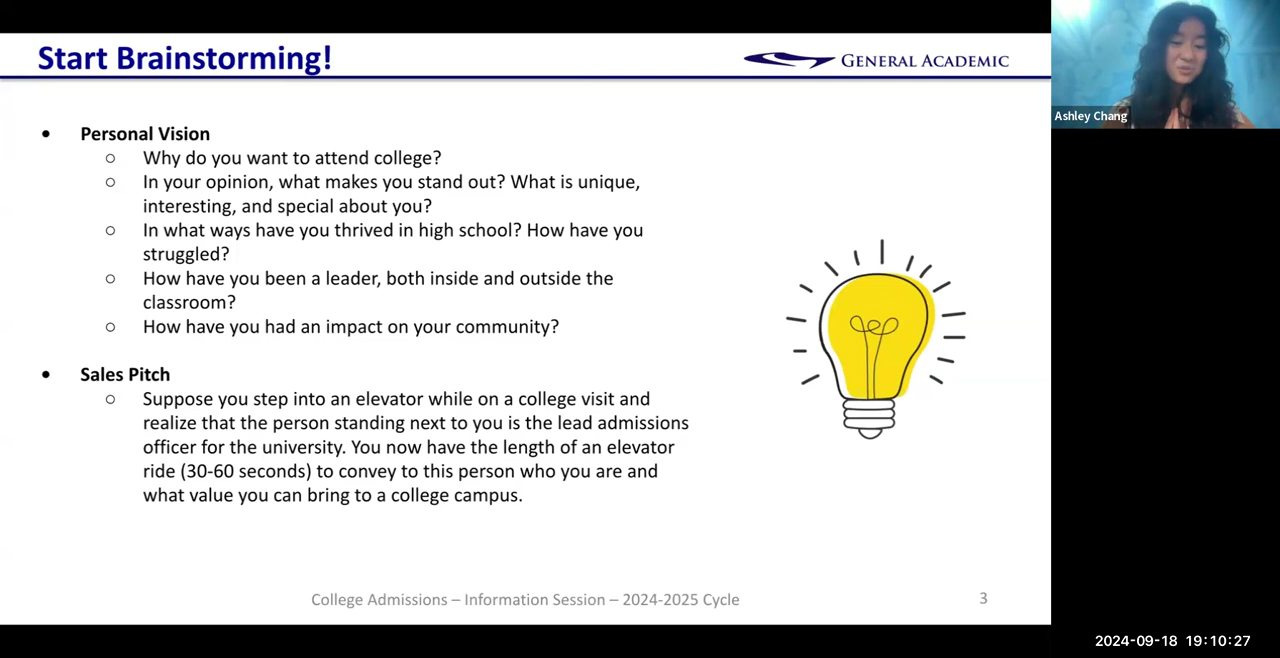 Start Brainstorming!
GENERAL ACADEMIC
Ashley Chang
• Personal Vision
○ Why do you want to attend college?
○ In your opinion, what makes you stand out? What is unique,
interesting, and special about you?
○ In what ways have you thrived in high school? How have you
struggled?
○ How have you been a leader, both inside and outside the
classroom?
○ How have you had an impact on your community?
• Sales Pitch
○ Suppose you step into an elevator while on a college visit and
realize that the person standing next to you is the lead admissions
officer for the university. You now have the length of an elevator
ride (30-60 seconds) to convey to this person who you are and
what value you can bring to a college campus.
College Admissions – Information Session – 2024-2025 Cycle
3
2024-09-18 19:10:27